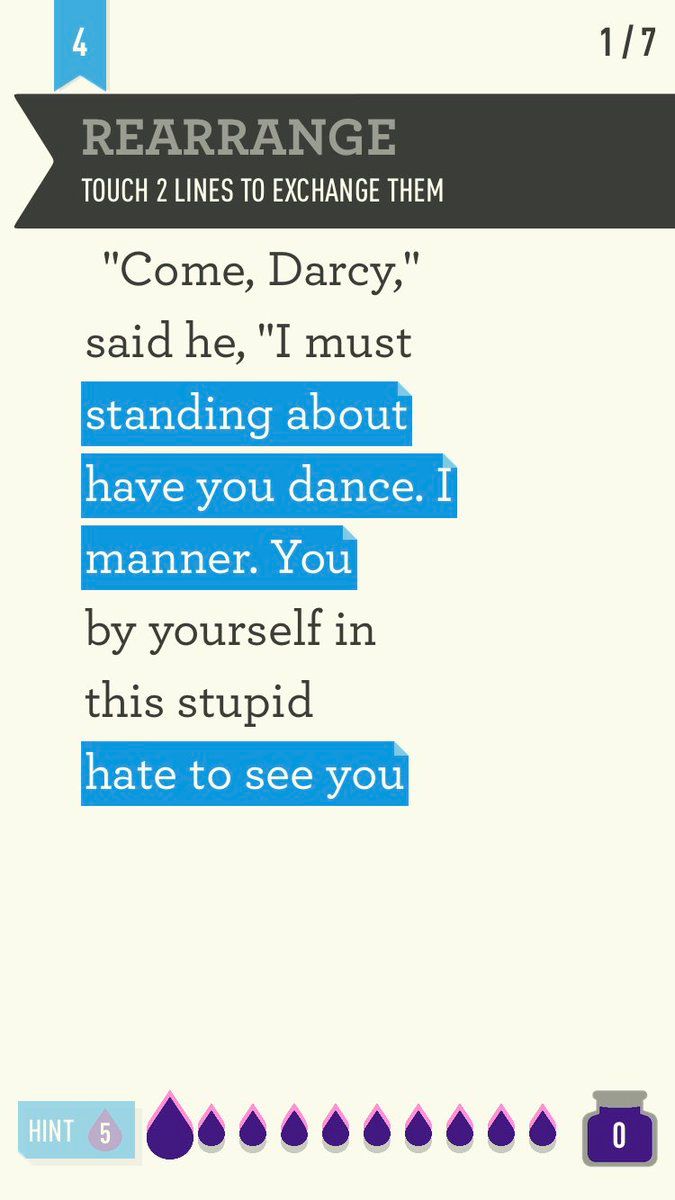 4
1 / 7
REARRANGE
TOUCH 2 LINES TO EXCHANGE THEM
"Come, Darcy,"
said he, "I must
standing about
have you dance. I
manner. You
by yourself in
this stupid
hate to see you
HINT 5
0